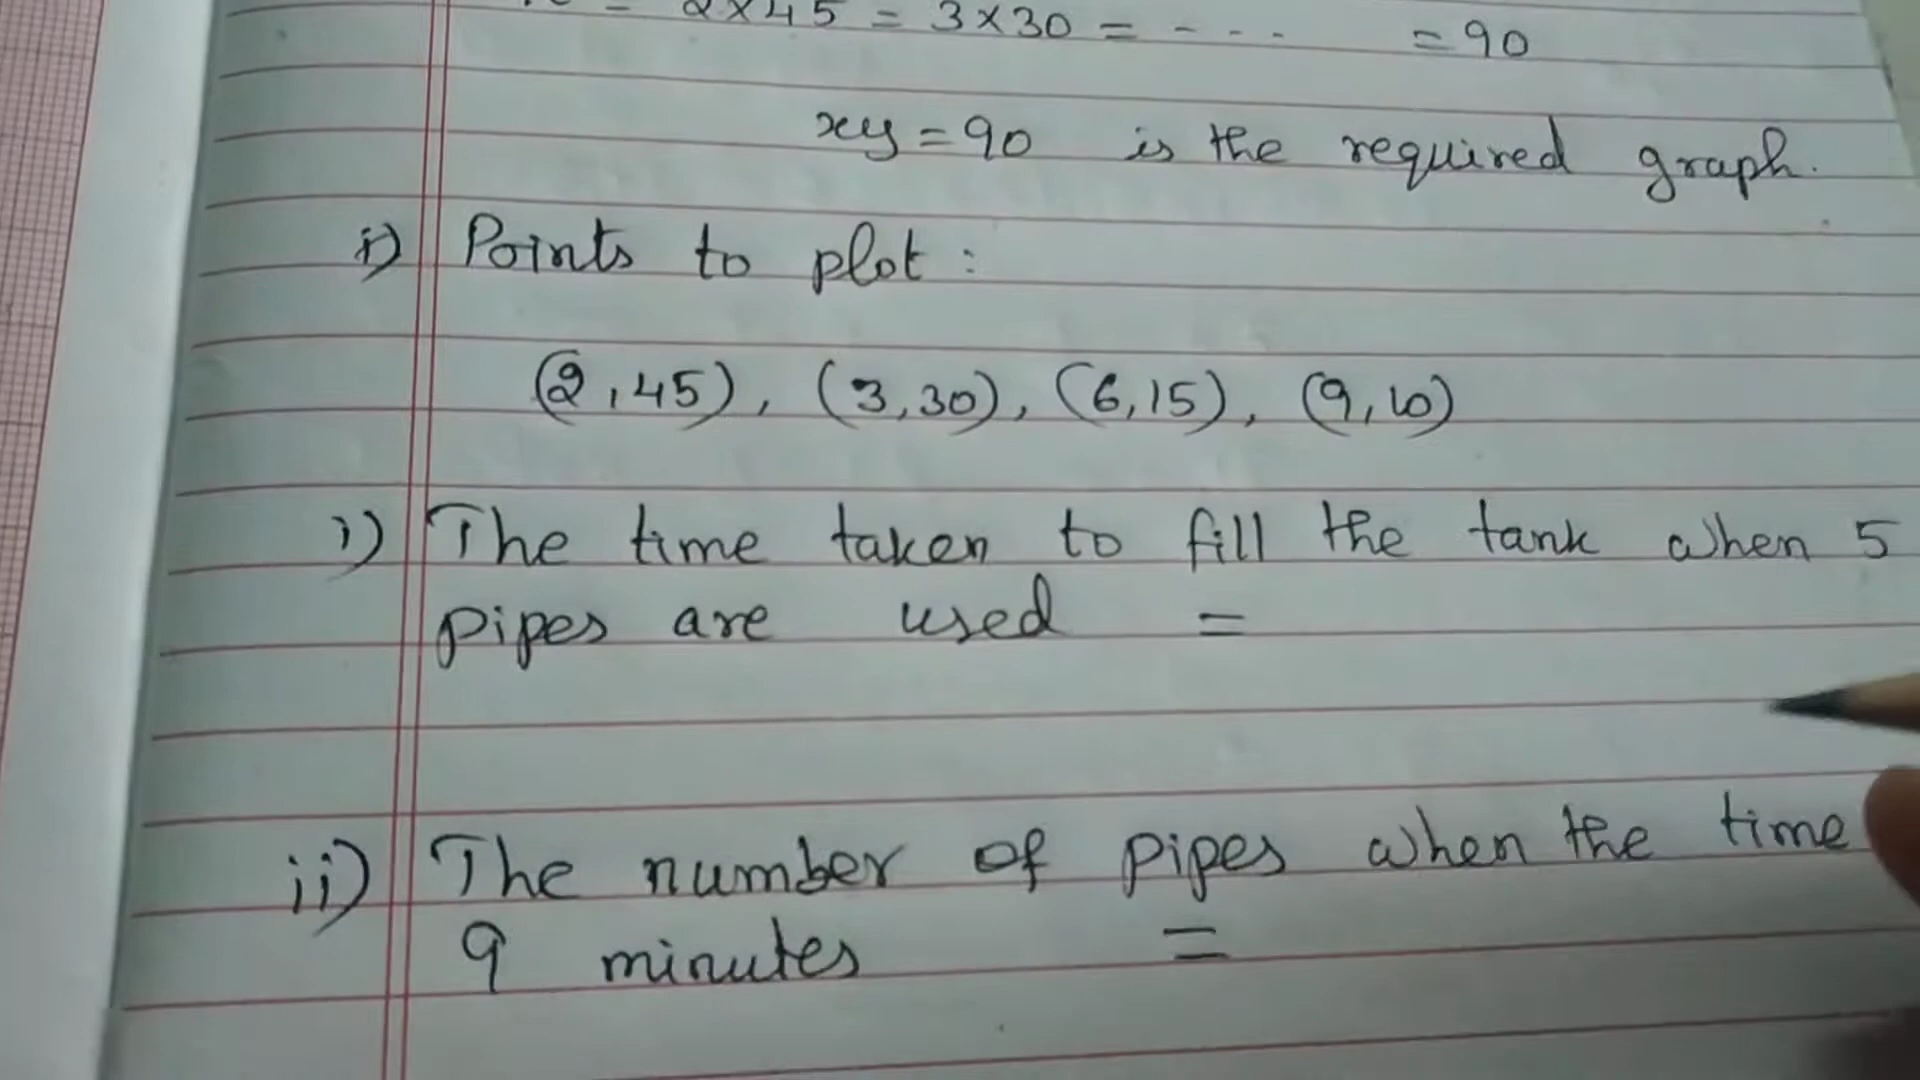 = 2×45 = 3×30 = - - - = 90
xy = 90 is the required graph.
i) Points to plot :
(2,45), (3,30), (6,15), (9,10)
i) The time taken to fill the tank when 5
pipes are used =
ii) The number of pipes when the time
9 minutes =